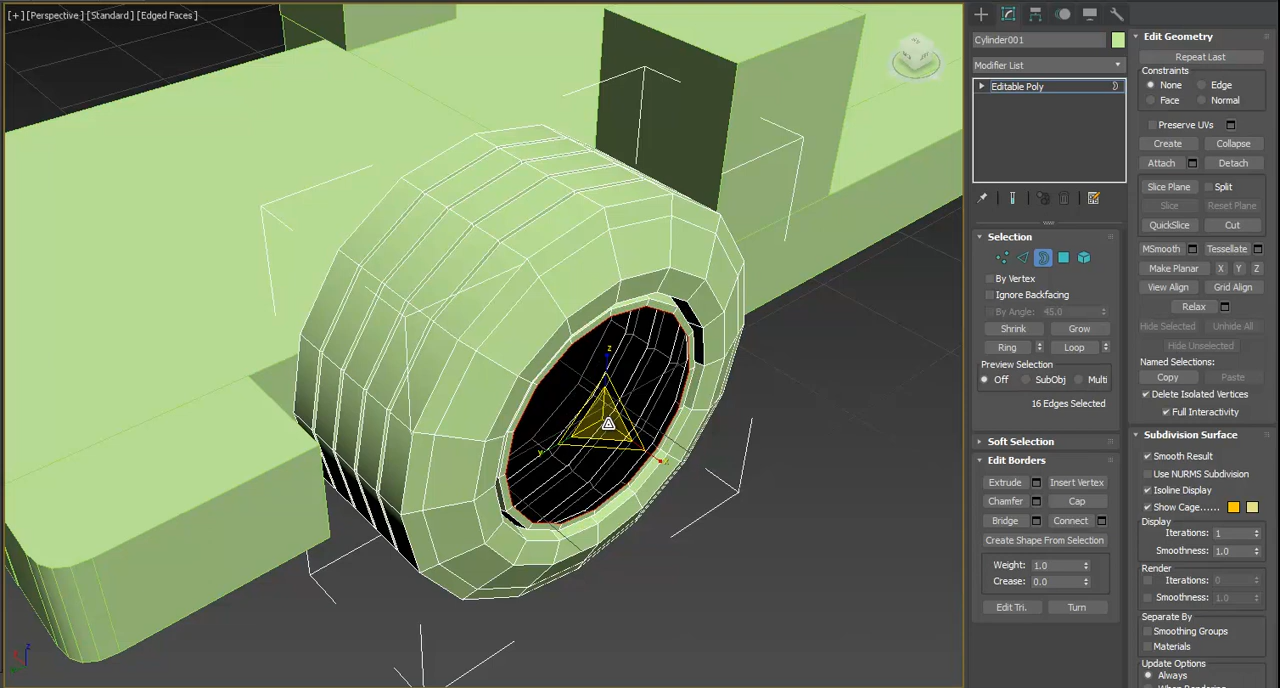 [ + ] [Perspective ] [Standard ] [Edged Faces ]
Cylinder001
Modifier List
Editable Poly
Selection
By Vertex
Ignore Backfacing
By Angle: 45.0
Shrink Grow
Ring Loop
Preview Selection
Off SubObj Multi
16 Edges Selected
Soft Selection
Edit Borders
Extrude Insert Vertex
Chamfer Cap
Bridge Connect
Create Shape From Selection
Weight: 1.0
Crease: 0.0
Edit Tri. Turn
Edit Geometry
Repeat Last
Constraints
None Edge
Face Normal
Preserve UVs
Create Collapse
Attach Detach
Slice Plane Split
Slice Reset Plane
QuickSlice Cut
MSmooth Tessellate
Make Planar X Y Z
View Align Grid Align
Relax
Hide Selected Unhide All
Hide Unselected
Named Selections:
Copy Paste
Delete Isolated Vertices
Full Interactivity
Subdivision Surface
Smooth Result
Use NURMS Subdivision
Isoline Display
Show Cage......
Display
Iterations: 1
Smoothness: 1.0
Render
Iterations: 0
Smoothness: 1.0
Separate By
Smoothing Groups
Materials
Update Options
Always
When Rendering
z
y
x
z